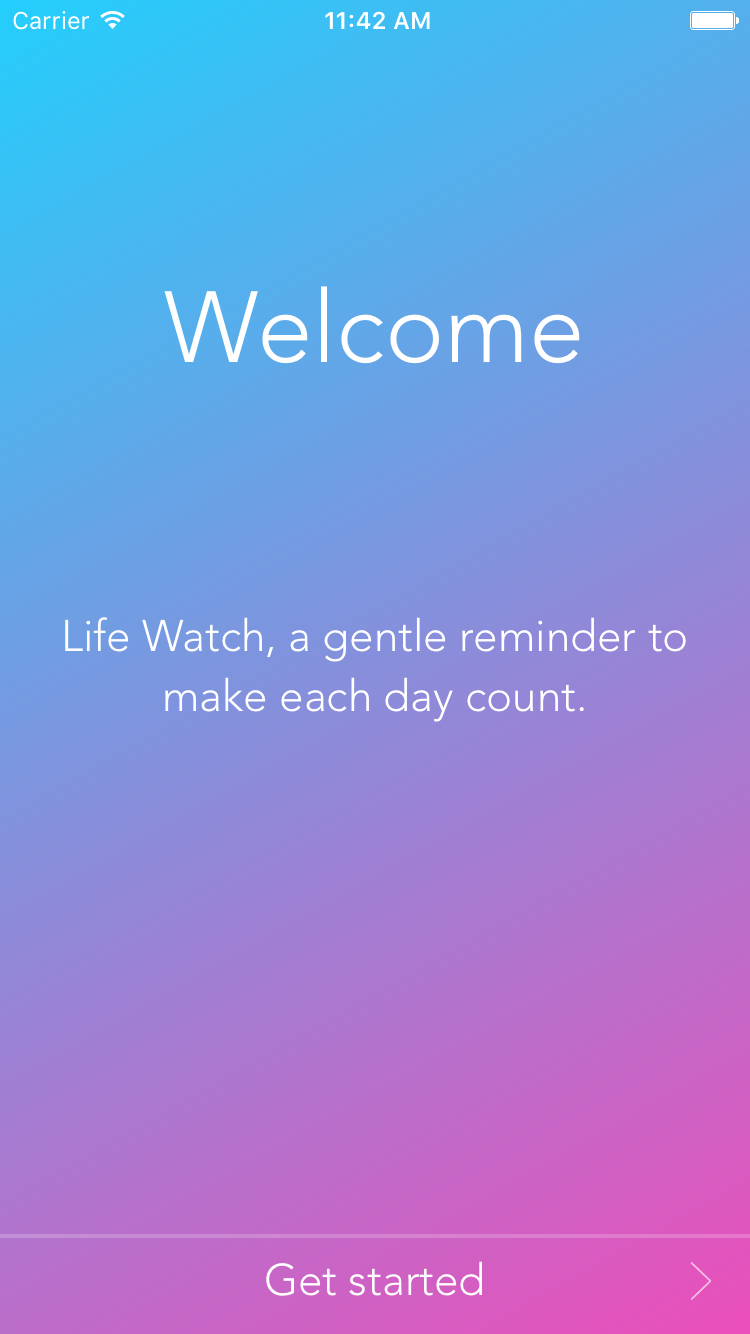 Carrier 11:42 AM
Welcome
Life Watch, a gentle reminder to
make each day count.
Get started